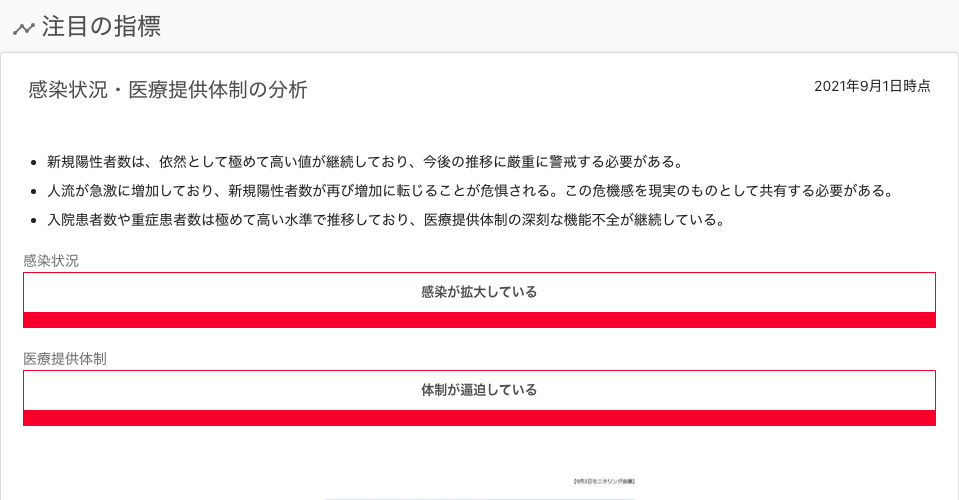 注目の指標
感染状況・医療提供体制の分析
2021年9月1日時点
• 新規陽性者数は、依然として極めて高い値が継続しており、今後の推移に厳重に警戒する必要がある。
• 人流が急激に増加しており、新規陽性者数が再び増加に転じることが危惧される。この危機感を現実のものとして共有する必要がある。
• 入院患者数や重症患者数は極めて高い水準で推移しており、医療提供体制の深刻な機能不全が継続している。
感染状況
感染が拡大している
医療提供体制
体制が逼迫している
【9月2日モニタリング会議】